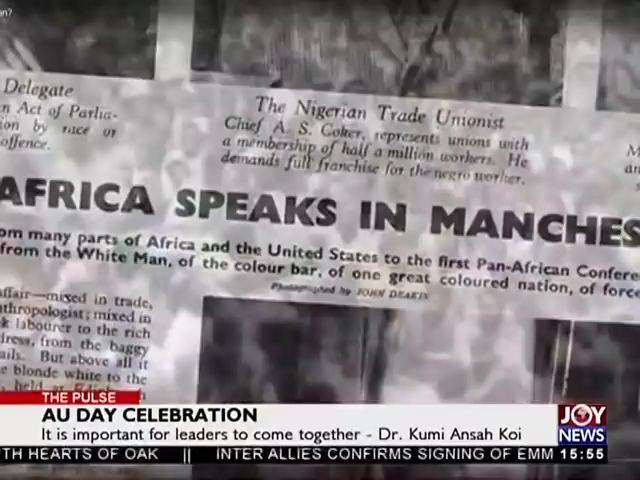 an?
Delegate
n Act of Parlia-
ion by race or
offence.
The Nigerian Trade Unionist
Chief A. S. Coker, represents unions with
a membership of half a million workers. He
demands full franchise for the negro worker.
AFRICA SPEAKS IN MANCHES
om many parts of Africa and the United States to the first Pan-African Confere
from the White Man, of the colour bar, of one great coloured nation, of force
Photographed by JOHN DEAKIN
ffair—mixed in trade,
nthropologist; mixed in
k labourer to the rich
dress, from the baggy
ails. But above all it
e blonde white to the
THE PULSE
AU DAY CELEBRATION
It is important for leaders to come together - Dr. Kumi Ansah Koi
JOY
NEWS
TH HEARTS OF OAK || INTER ALLIES CONFIRMS SIGNING OF EMM 15:55